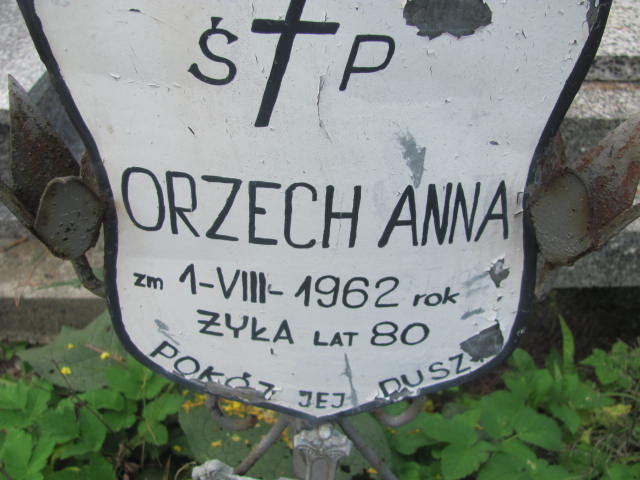 Ś P
ORZECH ANNA
zm 1-VIII-1962 rok
ŻYŁA LAT 80
POKÓJ JEJ DUSZ